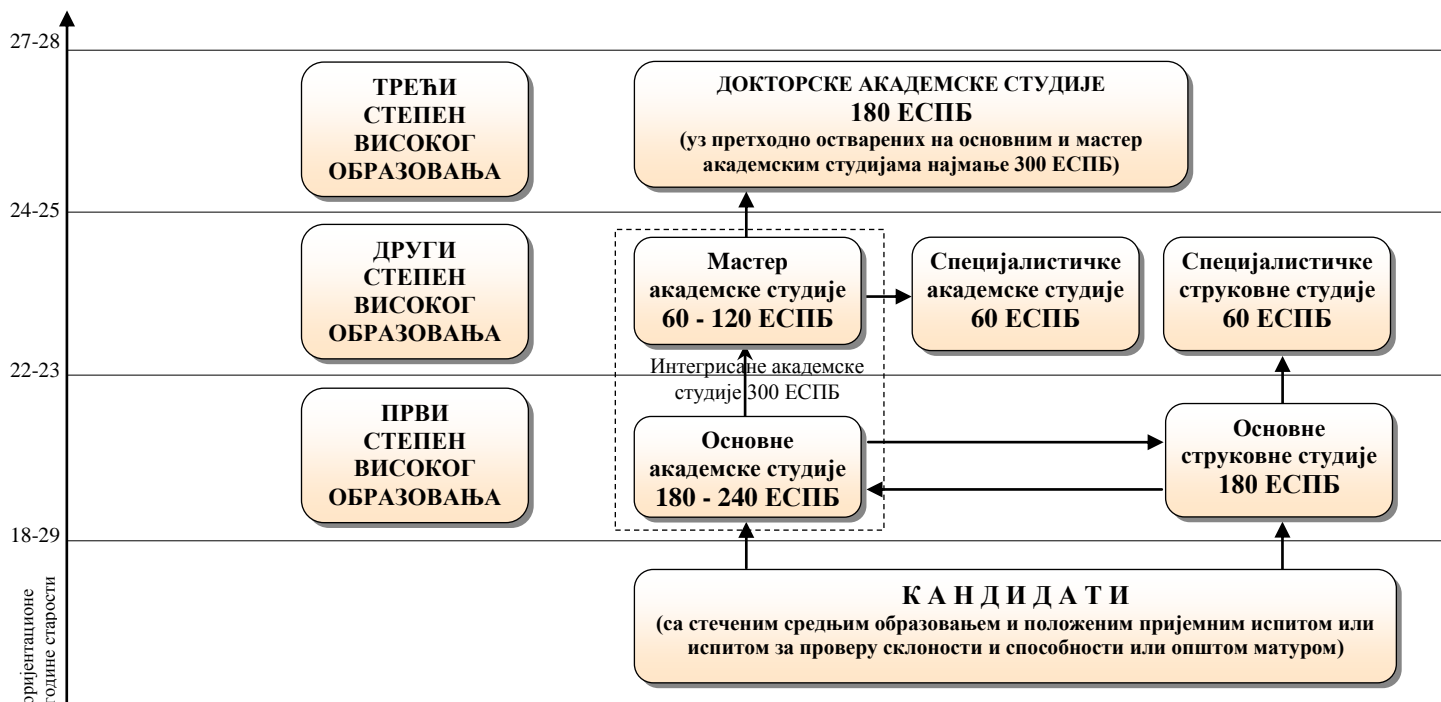 27-28
ТРЕЋИ
СТЕПЕН
ВИСОКОГ
ОБРАЗОВАЊА
ДОКТОРСКЕ АКАДЕМСКЕ СТУДИЈЕ
180 ЕСПБ
(уз претходно остварених на основним и мастер
академским студијама најмање 300 ЕСПБ)
24-25
ДРУГИ
СТЕПЕН
ВИСОКОГ
ОБРАЗОВАЊА
Мастер
академске студије
60 - 120 ЕСПБ
Специјалистичке
академске студије
60 ЕСПБ
Специјалистичке
струковне студије
60 ЕСПБ
Интегрисане академске
студије 300 ЕСПБ
22-23
ПРВИ
СТЕПЕН
ВИСОКОГ
ОБРАЗОВАЊА
Основне
академске студије
180 - 240 ЕСПБ
Основне
струковне студије
180 ЕСПБ
18-29
К А Н Д И Д А Т И
(са стеченим средњим образовањем и положеним пријемним испитом или
испитом за проверу склоности и способности или општом матуром)
оријентационе
године старости